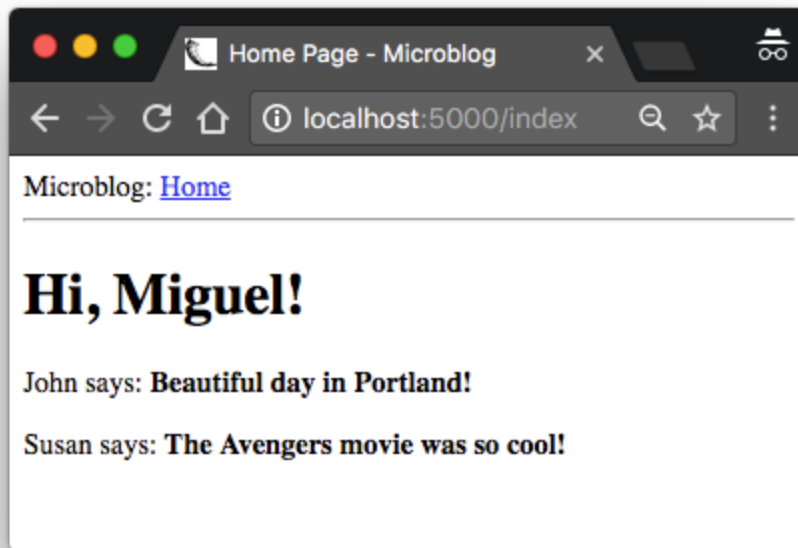 Home Page - Microblog
localhost:5000/index
Microblog: Home
Hi, Miguel!
John says: Beautiful day in Portland!
Susan says: The Avengers movie was so cool!